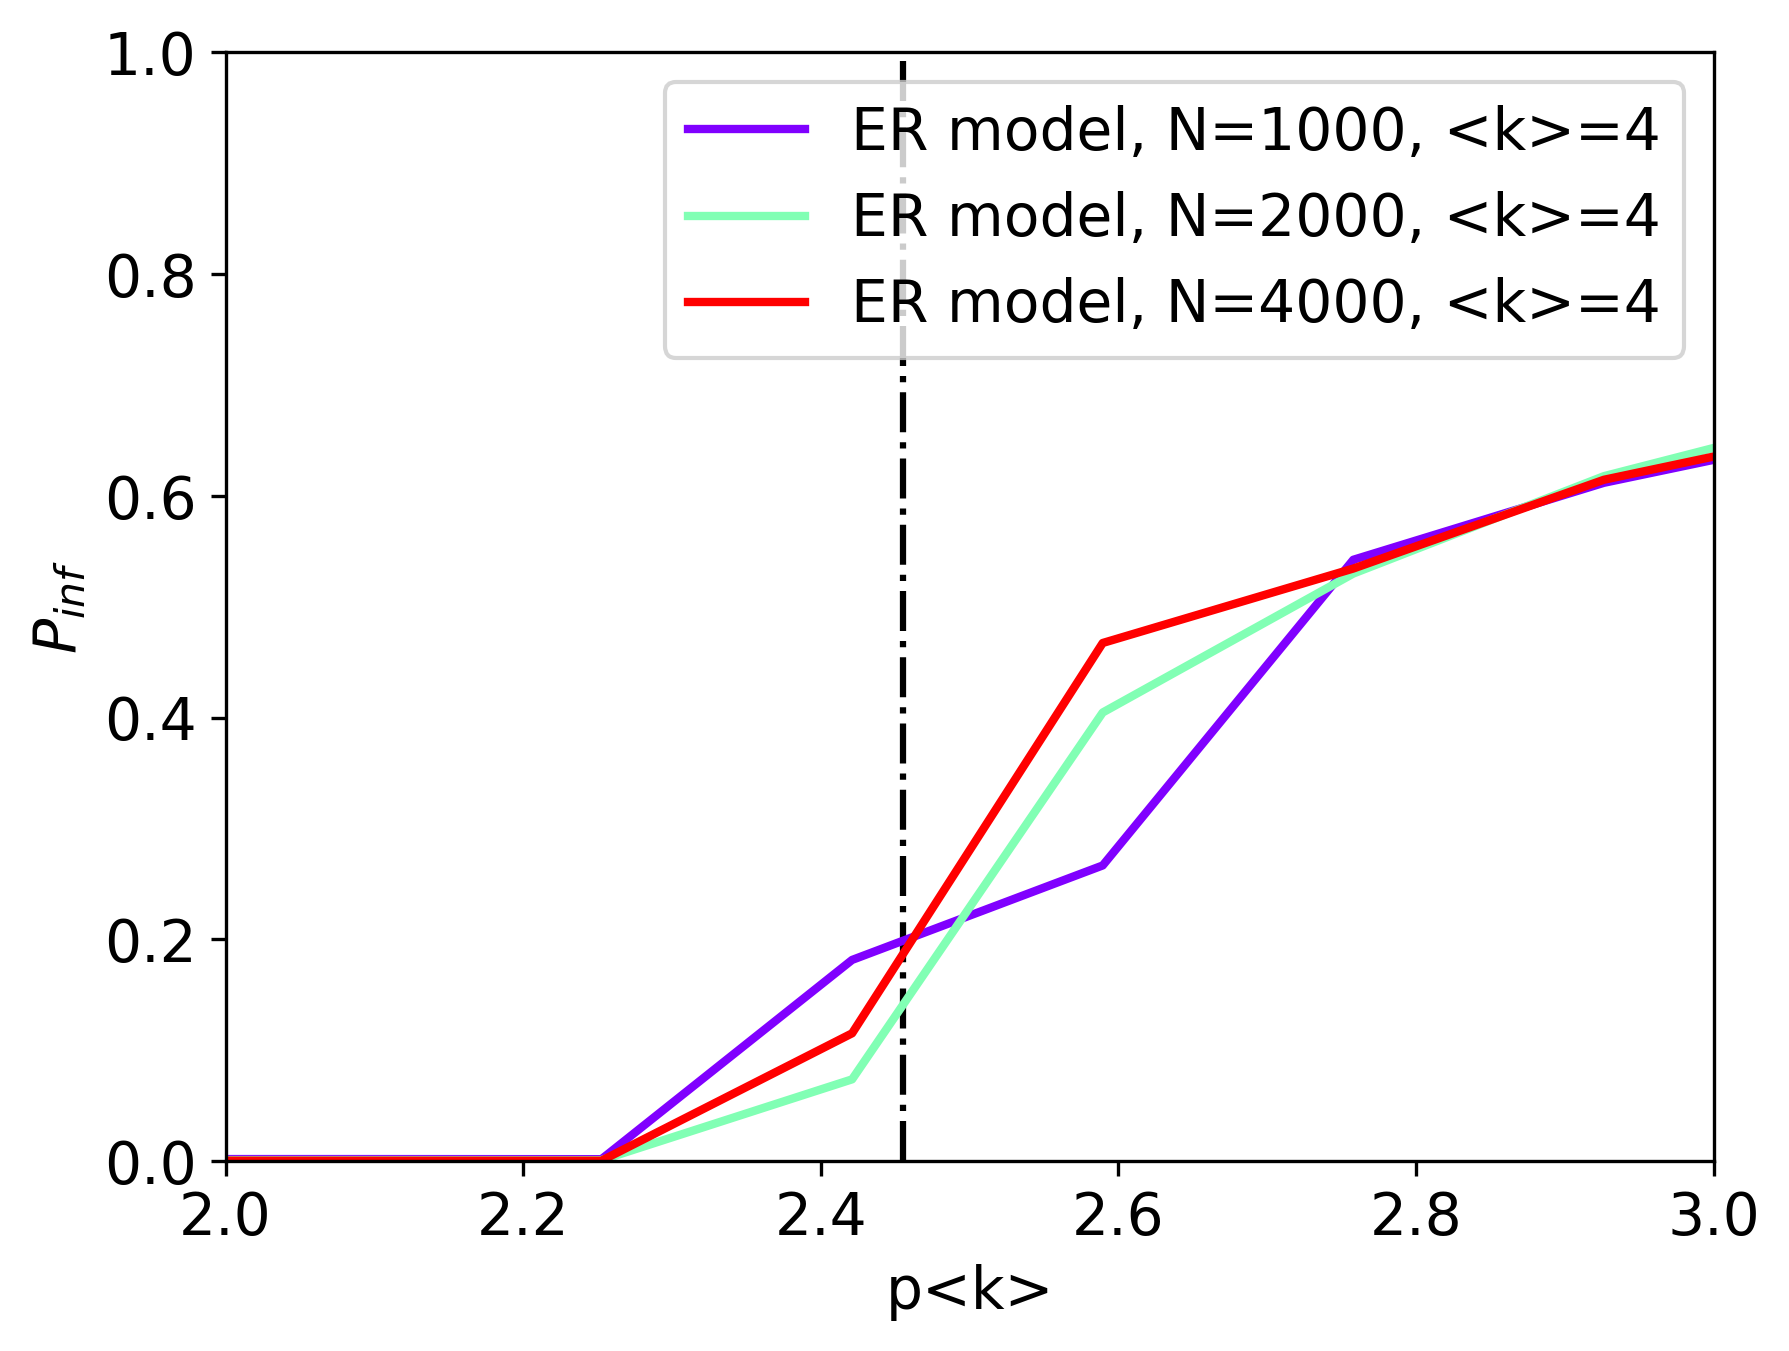 1.0
0.8
0.6
0.4
0.2
0.0
P_inf
ER model, N=1000, <k>=4
ER model, N=2000, <k>=4
ER model, N=4000, <k>=4
2.0 2.2 2.4 2.6 2.8 3.0
p<k>